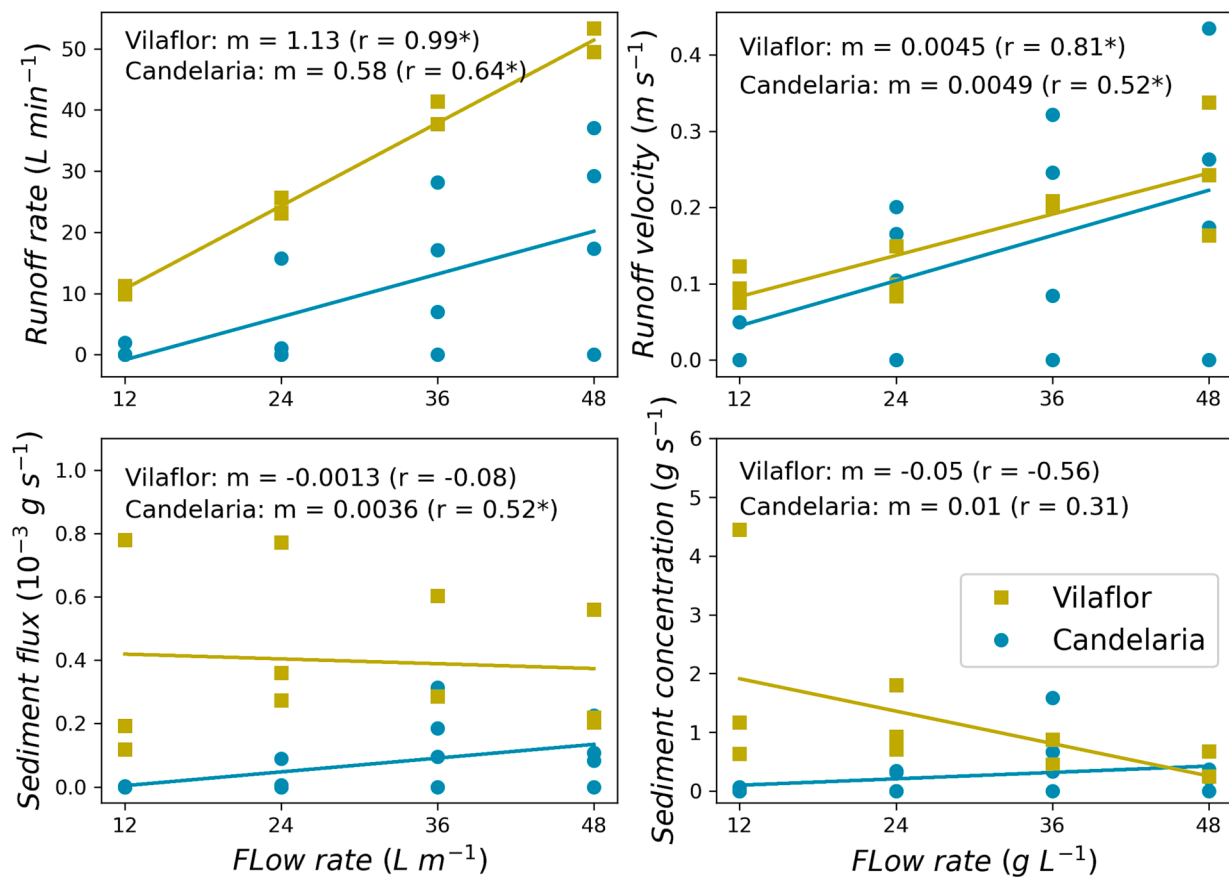 Vilaflor: m = 1.13 (r = 0.99*)
Candelaria: m = 0.58 (r = 0.64*)
Runoff rate (L min⁻¹)
50
40
30
20
10
0
12 24 36 48
Vilaflor: m = 0.0045 (r = 0.81*)
Candelaria: m = 0.0049 (r = 0.52*)
Runoff velocity (m s⁻¹)
0.4
0.3
0.2
0.1
0.0
12 24 36 48
Vilaflor: m = -0.0013 (r = -0.08)
Candelaria: m = 0.0036 (r = 0.52*)
Sediment flux (10⁻³ g s⁻¹)
1.0
0.8
0.6
0.4
0.2
0.0
12 24 36 48
FLow rate (L m⁻¹)
Vilaflor: m = -0.05 (r = -0.56)
Candelaria: m = 0.01 (r = 0.31)
Sediment concentration (g s⁻¹)
6
5
4
3
2
1
0
Vilaflor
Candelaria
12 24 36 48
FLow rate (g L⁻¹)